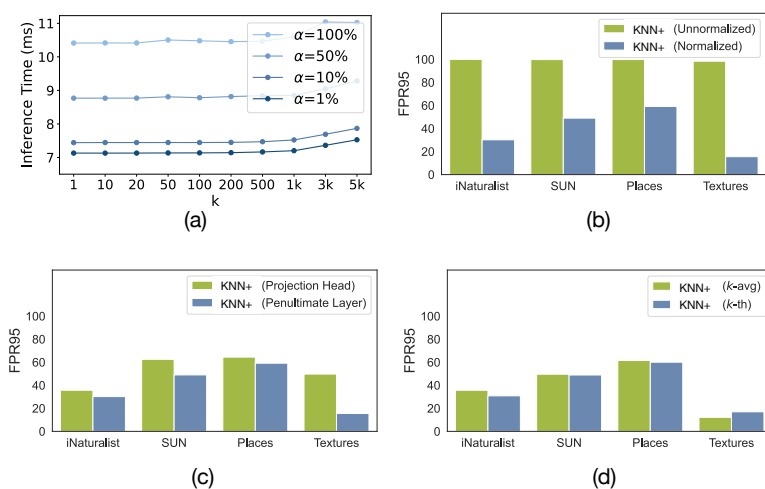 11
10
9
8
7
Inference Time (ms)
α=100%
α=50%
α=10%
α=1%
1 10 20 50 100 200 500 1k 3k 5k
k
(a)
KNN+ (Unnormalized)
KNN+ (Normalized)
100
80
60
40
20
0
FPR95
iNaturalist SUN Places Textures
(b)
KNN+ (Projection Head)
KNN+ (Penultimate Layer)
100
80
60
40
20
0
FPR95
iNaturalist SUN Places Textures
(c)
KNN+ (k-avg)
KNN+ (k-th)
100
80
60
40
20
0
FPR95
iNaturalist SUN Places Textures
(d)